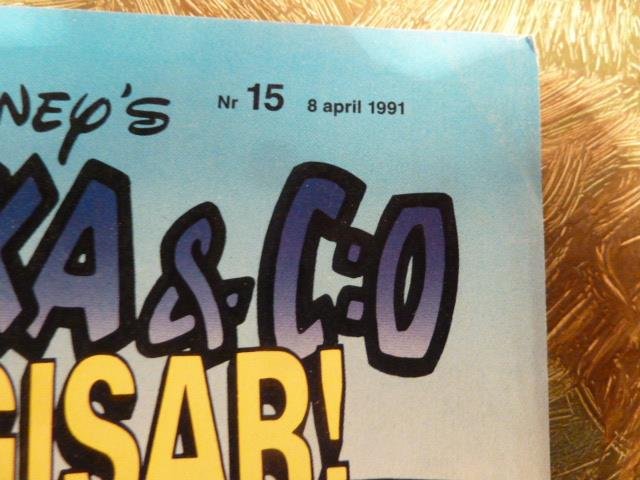 NEY'S Nr 15 8 april 1991
KA & C:O
GISAR!